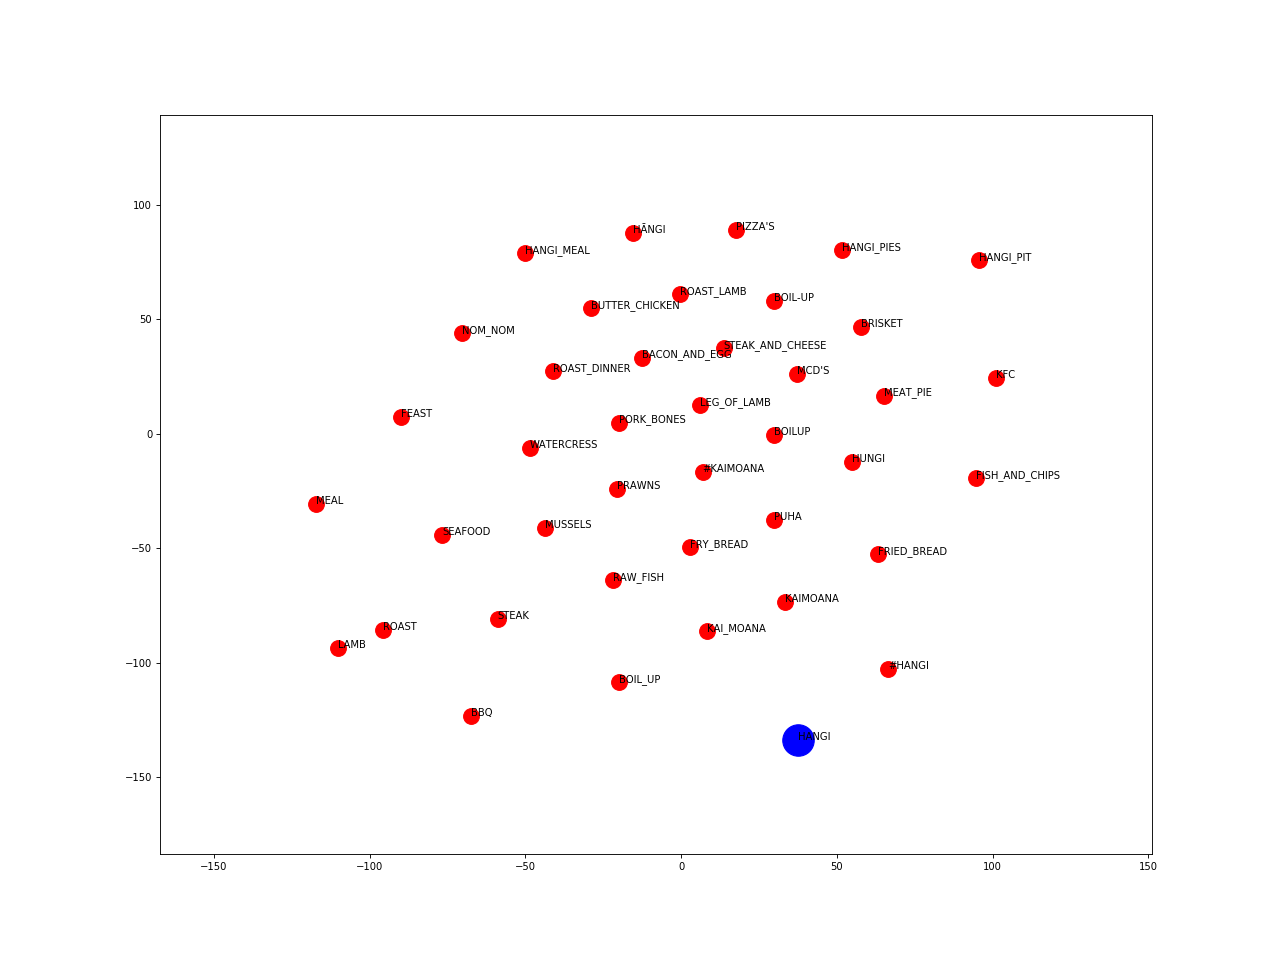 100
50
0
−50
−100
−150
−150
−100
−50
0
50
100
150
HĀNGI
PIZZA'S
HANGI_MEAL
HANGI_PIES
HANGI_PIT
ROAST_LAMB
BOIL-UP
BUTTER_CHICKEN
BRISKET
NOM_NOM
STEAK_AND_CHEESE
BACON_AND_EGG
ROAST_DINNER
MCD'S
KFC
MEAT_PIE
LEG_OF_LAMB
FEAST
PORK_BONES
BOILUP
WATERCRESS
HUNGI
#KAIMOANA
FISH_AND_CHIPS
PRAWNS
MEAL
PUHA
MUSSELS
SEAFOOD
FRY_BREAD
FRIED_BREAD
RAW_FISH
KAIMOANA
STEAK
ROAST
KAI_MOANA
LAMB
#HANGI
BOIL_UP
BBQ
HANGI